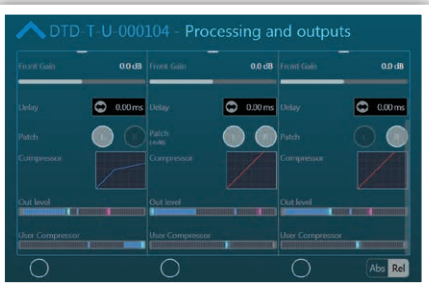 DTD-T-U-000104 - Processing and outputs
Front Gain 0.0 dB Front Gain 0.0 dB Front Gain 0.0 dB
Delay 0.00 ms Delay 0.00 ms Delay 0.00 ms
Patch L R Patch L R Patch L R
Compressor Compressor Compressor
Out level Out level Out level
User Compressor User Compressor User Compressor
Abs Rel